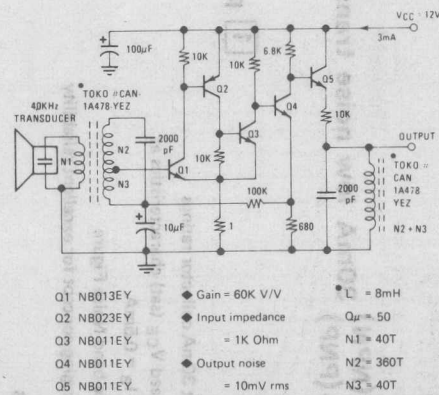 VCC - 12V
3mA
100µF
10K
10K
6.8K
Q5
Q2
TOKO "CAN·
1A478-YEZ
40KHz
TRANSDUCER
N1
N2
N3
2000
pF
Q3
Q4
10K
OUTPUT
TOKO "
CAN
1A478
YEZ
10K
Q1
100K
2000
pF
10µF
1
680
N2 + N3
Q1 NB013EY
Q2 NB023EY
Q3 NB011EY
Q4 NB011EY
Q5 NB011EY
◆ Gain = 60K V/V
◆ Input impedance
= 1K Ohm
◆ Output noise
= 10mV rms
L = 8mH
Qµ = 50
N1 = 40T
N2 = 360T
N3 = 40T